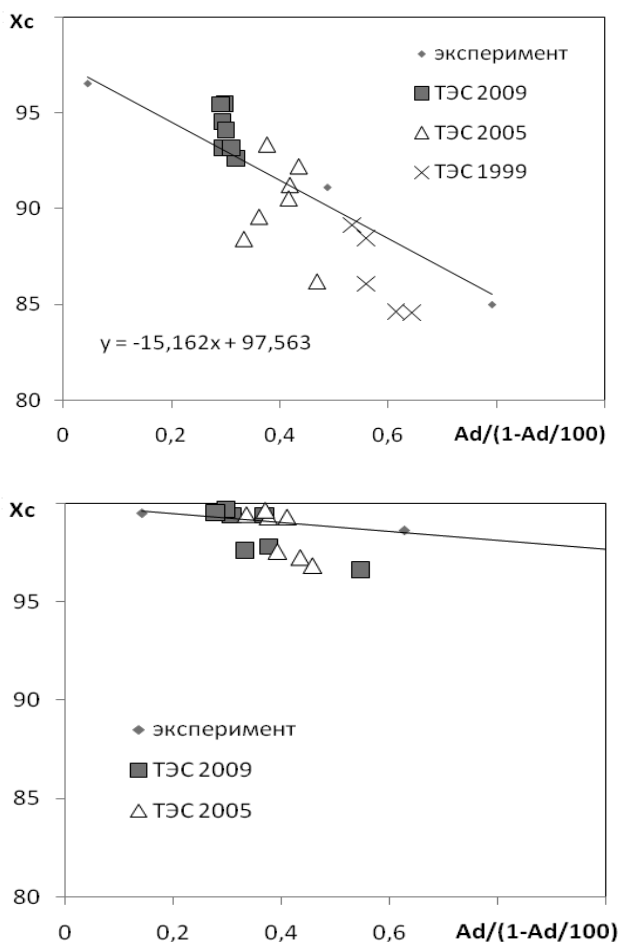 Xc
95
90
85
80
эксперимент
ТЭС 2009
ТЭС 2005
ТЭС 1999
y = -15,162x + 97,563
0 0,2 0,4 0,6 Ad/(1-Ad/100)
Xc
95
90
85
80
эксперимент
ТЭС 2009
ТЭС 2005
0 0,2 0,4 0,6 Ad/(1-Ad/100)